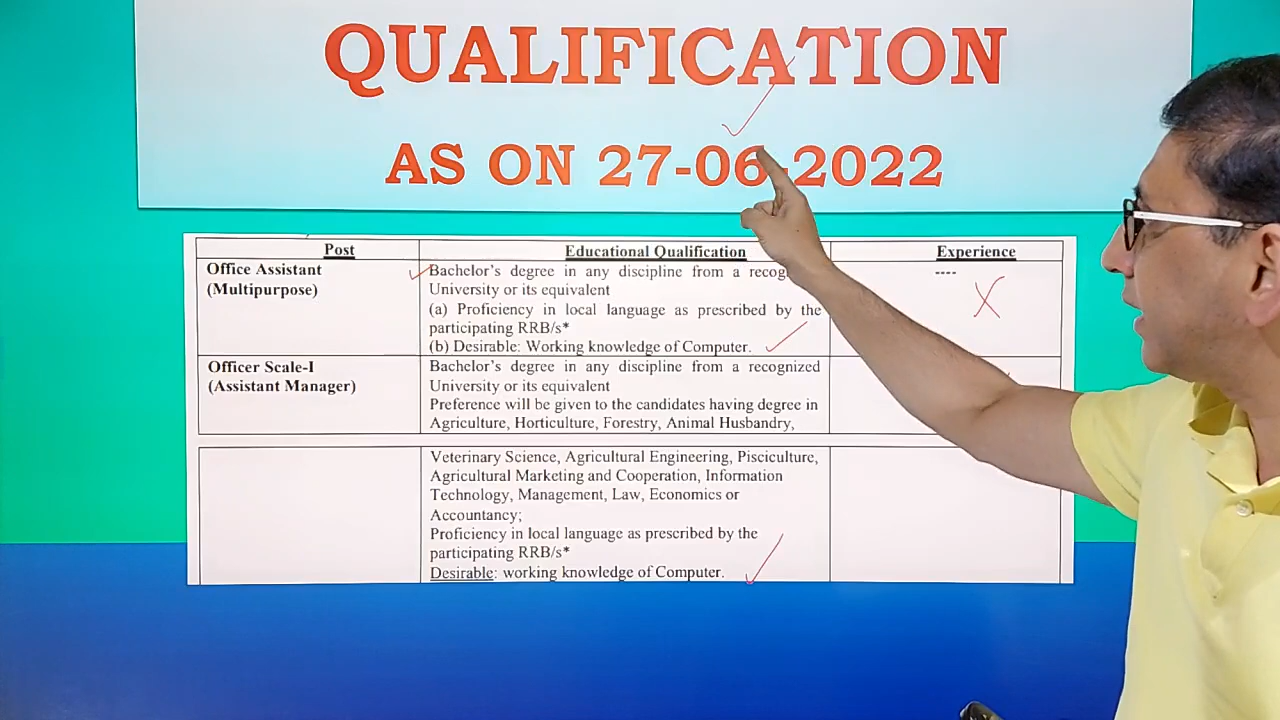 QUALIFICATION
AS ON 27-06-2022
Post Educational Qualification Experience
Office Assistant
(Multipurpose)
Bachelor's degree in any discipline from a
University or its equivalent
(a) Proficiency in local language as prescribed by the
participating RRB/s*
(b) Desirable: Working knowledge of Computer.
----
Officer Scale-I
(Assistant Manager)
Bachelor's degree in any discipline from a recognized
University or its equivalent
Preference will be given to the candidates having degree in
Agriculture, Horticulture, Forestry, Animal Husbandry,
Veterinary Science, Agricultural Engineering, Pisciculture,
Agricultural Marketing and Cooperation, Information
Technology, Management, Law, Economics or
Accountancy;
Proficiency in local language as prescribed by the
participating RRB/s*
Desirable: working knowledge of Computer.